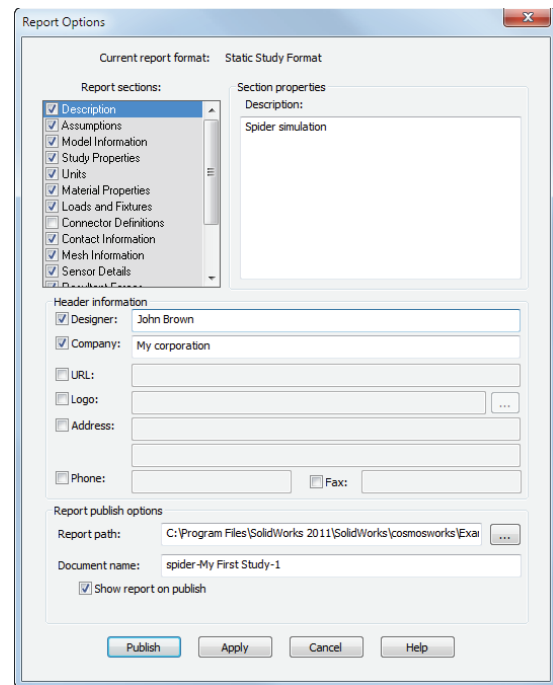 Report Options
Current report format: Static Study Format
Report sections:
Description
Assumptions
Model Information
Study Properties
Units
Material Properties
Loads and Fixtures
Connector Definitions
Contact Information
Mesh Information
Sensor Details
Resultant Forces
Section properties
Description:
Spider simulation
Header information
Designer: John Brown
Company: My corporation
URL:
Logo: ...
Address:
Phone: Fax:
Report publish options
Report path: C:\Program Files\SolidWorks 2011\SolidWorks\cosmosworks\Exar ...
Document name: spider-My First Study-1
Show report on publish
Publish Apply Cancel Help